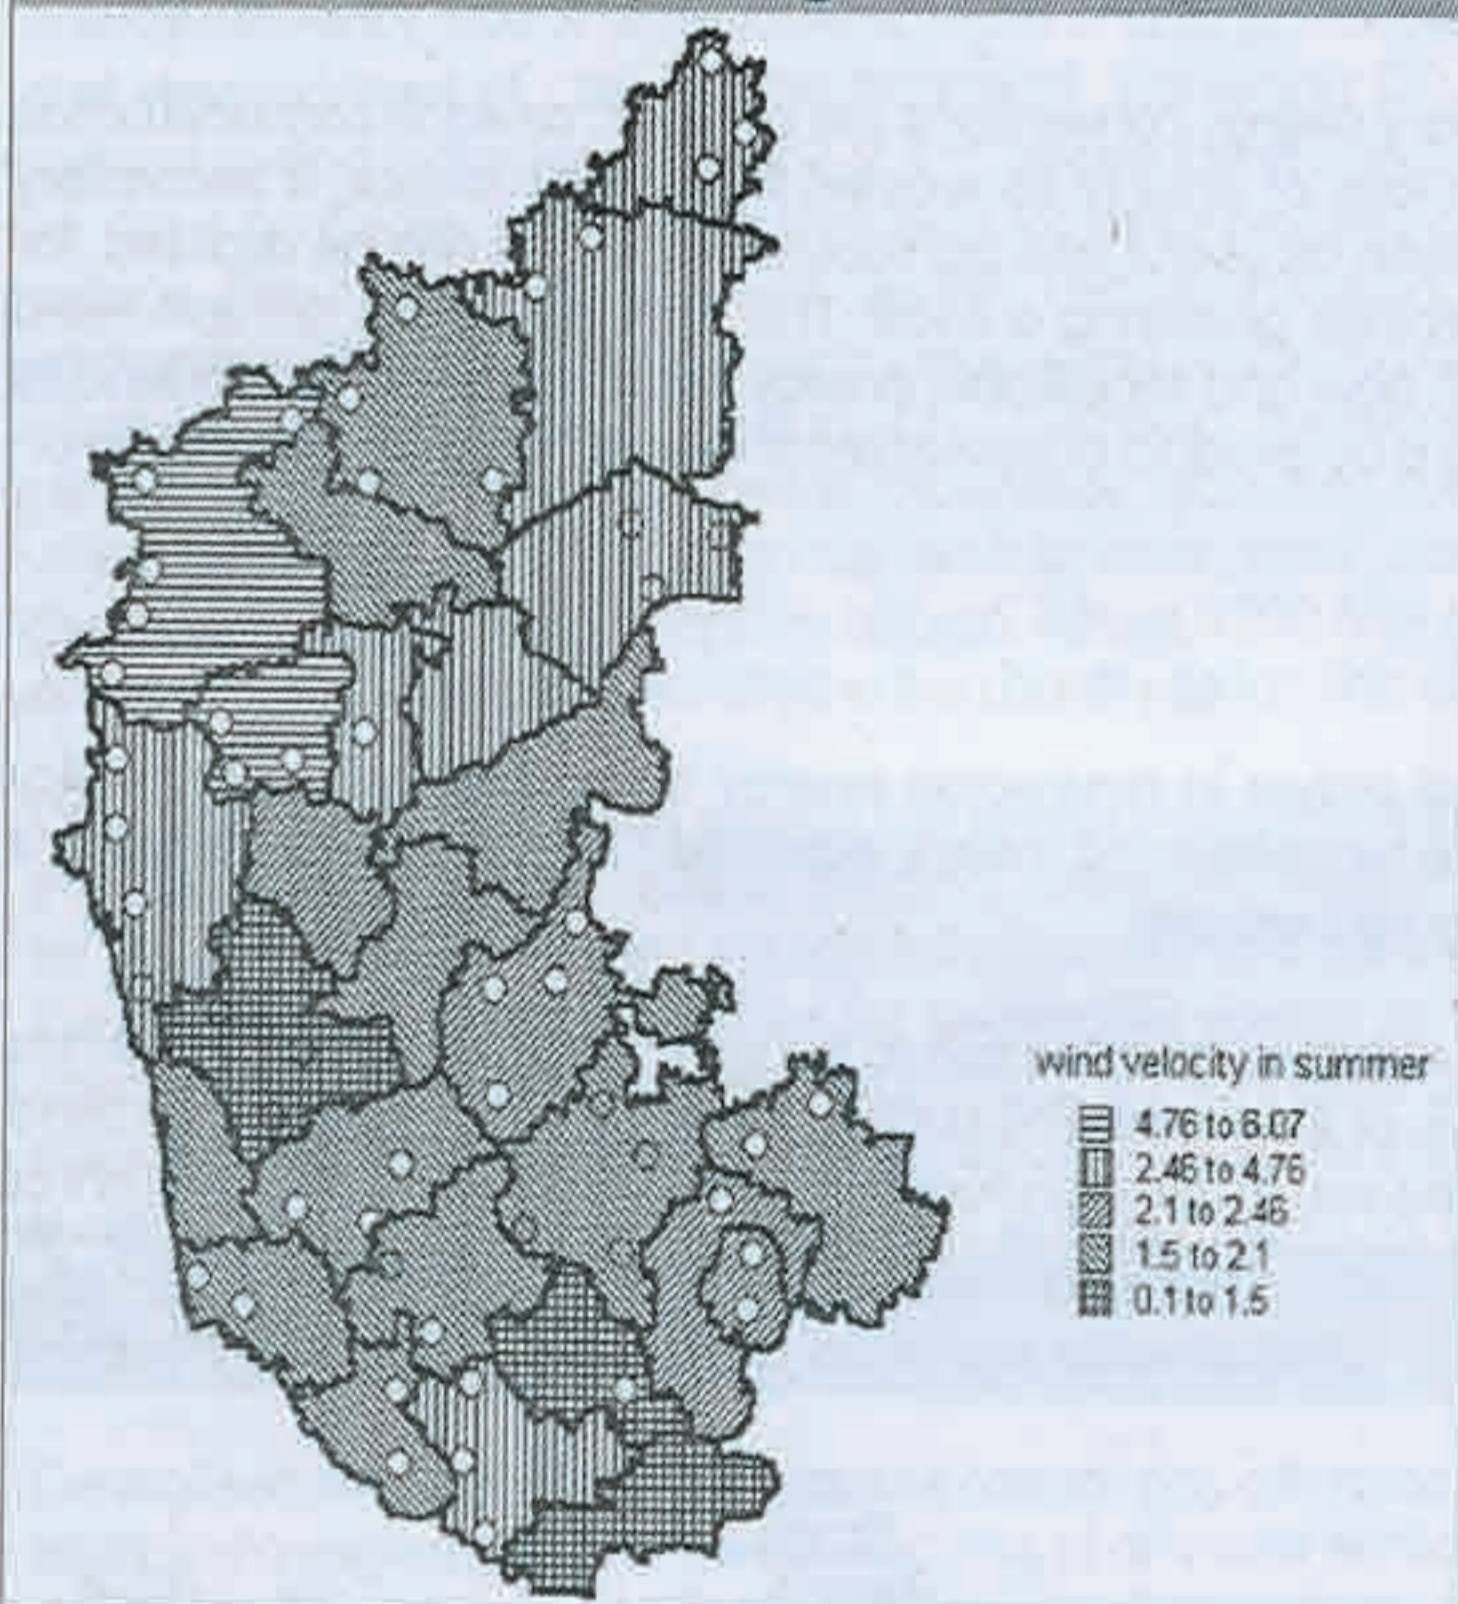 wind velocity in summer
4.76 to 6.07
2.46 to 4.76
2.1 to 2.46
1.5 to 2.1
0.1 to 1.5